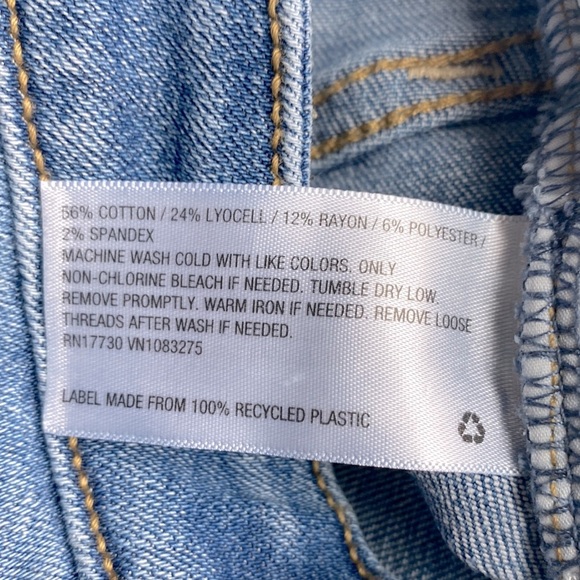 56% COTTON / 24% LYOCELL / 12% RAYON / 6% POLYESTER /
2% SPANDEX
MACHINE WASH COLD WITH LIKE COLORS. ONLY
NON-CHLORINE BLEACH IF NEEDED. TUMBLE DRY LOW.
REMOVE PROMPTLY. WARM IRON IF NEEDED. REMOVE LOOSE
THREADS AFTER WASH IF NEEDED.
RN17730 VN1083275
LABEL MADE FROM 100% RECYCLED PLASTIC